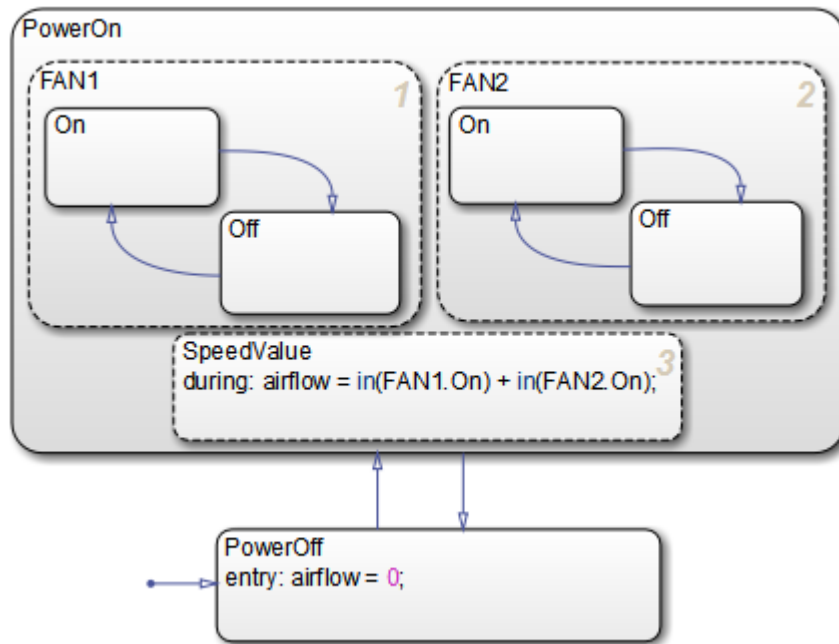 PowerOn
FAN1
1
On
Off
FAN2
2
On
Off
SpeedValue
3
during: airflow = in(FAN1.On) + in(FAN2.On);
PowerOff
entry: airflow = 0;